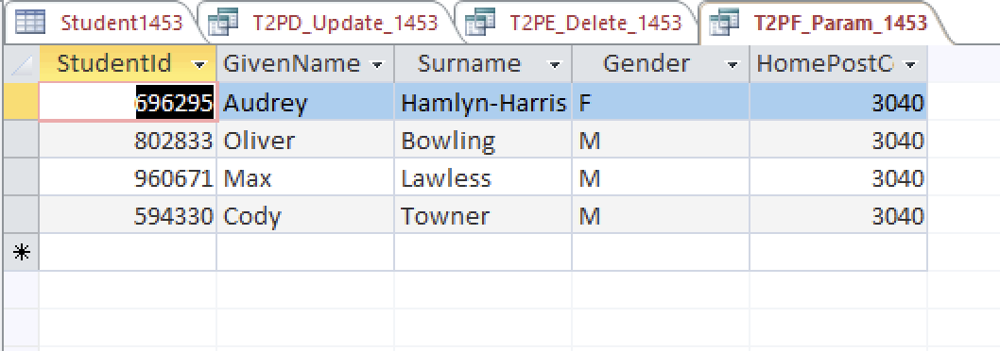 Student1453 T2PD_Update_1453 T2PE_Delete_1453 T2PF_Param_1453
StudentId GivenName Surname Gender HomePostC
696295 Audrey Hamlyn-Harris F 3040
802833 Oliver Bowling M 3040
960671 Max Lawless M 3040
594330 Cody Towner M 3040